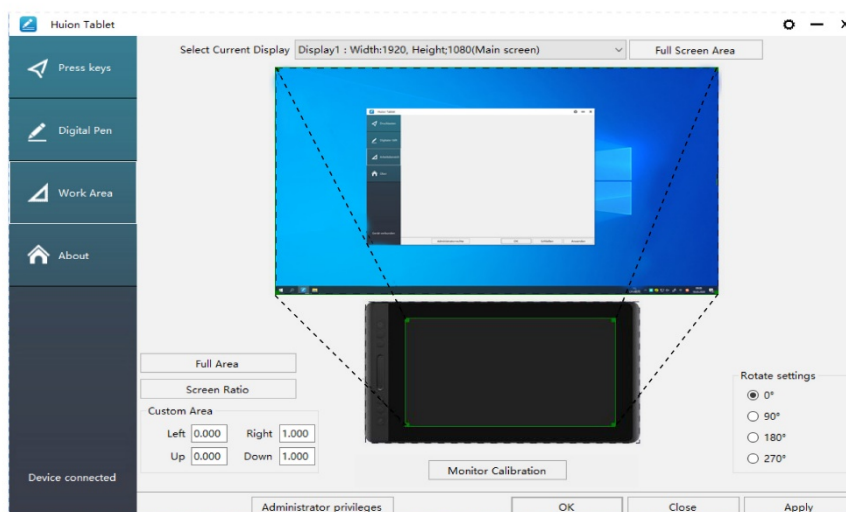 Huion Tablet
Select Current Display Display1 : Width:1920, Height;1080(Main screen) Full Screen Area
Press keys
Digital Pen
Work Area
About
Huion Tablet
Full Area
Screen Ratio
Custom Area
Left 0.000 Right 1.000
Up 0.000 Down 1.000
Rotate settings
0°
90°
180°
270°
Monitor Calibration
Device connected
Administrator privileges OK Close Apply